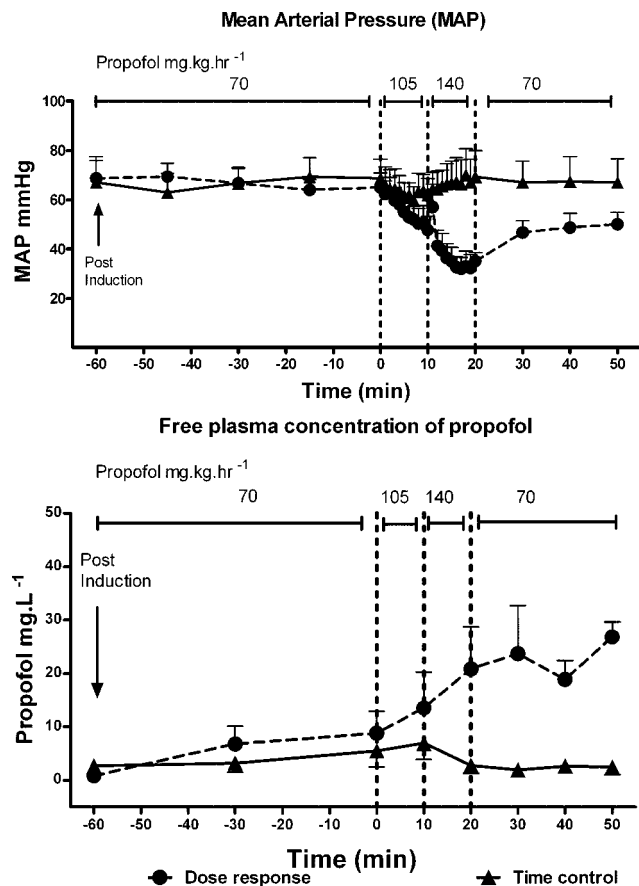 Mean Arterial Pressure (MAP)
Propofol mg.kg.hr -1
70 105 140 70
100
80
60
40
20
MAP mmHg
Post
Induction
-60 -50 -40 -30 -20 -10 0 10 20 30 40 50
Time (min)
Free plasma concentration of propofol
Propofol mg.kg.hr -1
70 105 140 70
50
40
30
20
10
0
Propofol mg.L -1
Post
Induction
-60 -50 -40 -30 -20 -10 0 10 20 30 40 50
Time (min)
Dose response Time control